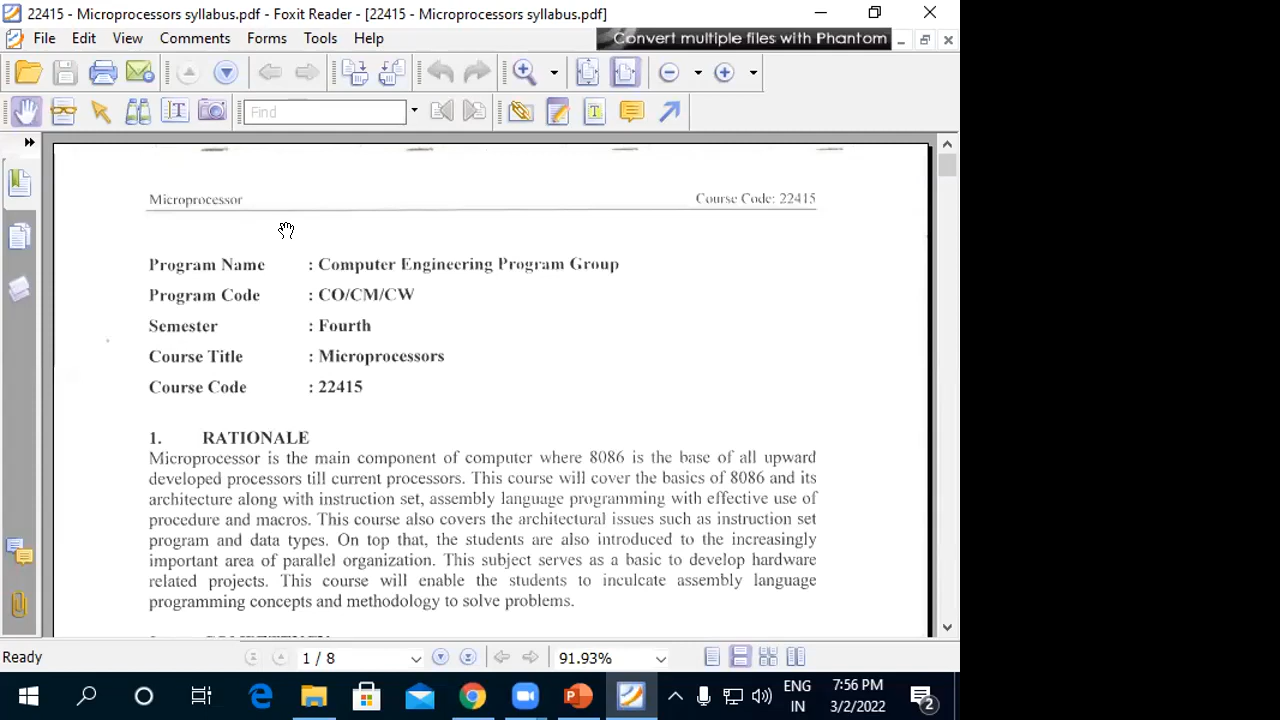 22415 - Microprocessors syllabus.pdf - Foxit Reader - [22415 - Microprocessors syllabus.pdf]
File Edit View Comments Forms Tools Help
Convert multiple files with Phantom
Find
Microprocessor Course Code: 22415
Program Name : Computer Engineering Program Group
Program Code : CO/CM/CW
Semester : Fourth
Course Title : Microprocessors
Course Code : 22415
1. RATIONALE
Microprocessor is the main component of computer where 8086 is the base of all upward
developed processors till current processors. This course will cover the basics of 8086 and its
architecture along with instruction set, assembly language programming with effective use of
procedure and macros. This course also covers the architectural issues such as instruction set
program and data types. On top that, the students are also introduced to the increasingly
important area of parallel organization. This subject serves as a basic to develop hardware
related projects. This course will enable the students to inculcate assembly language
programming concepts and methodology to solve problems.
Ready 1 / 8 91.93%
ENG 7:56 PM
IN 3/2/2022 2